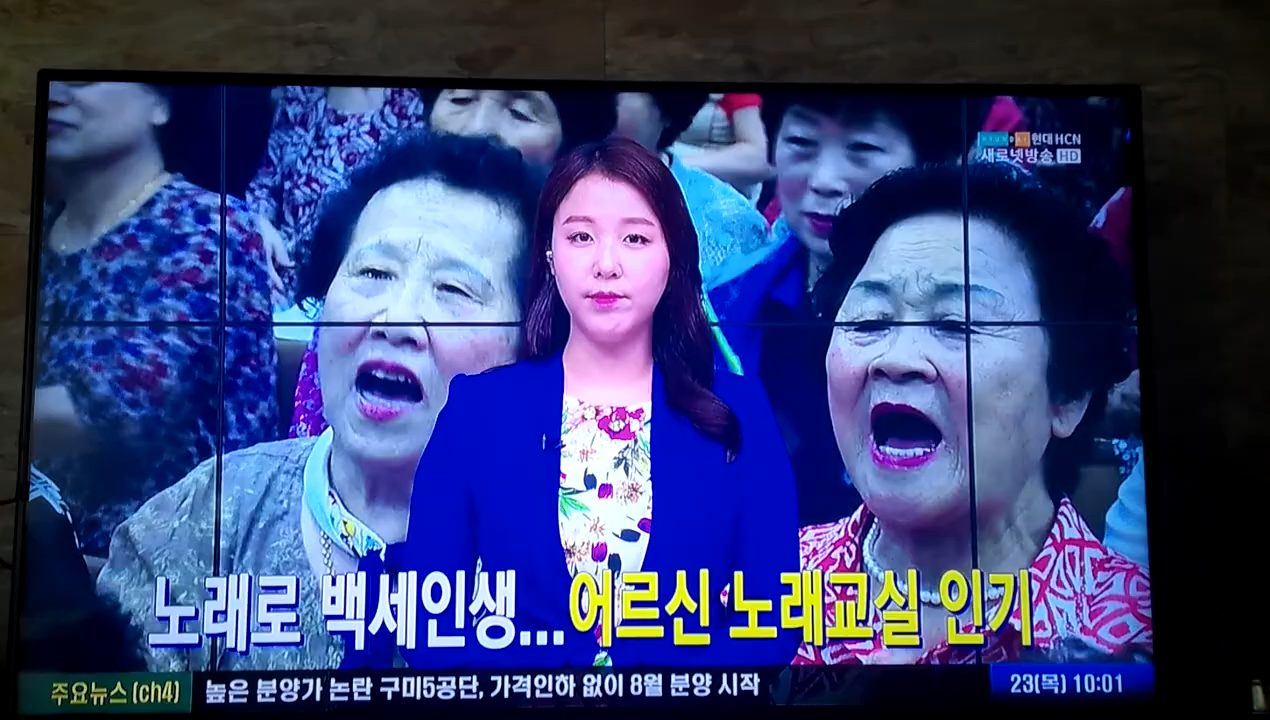 HYUNDAI 현대HCN
새로넷방송 HD
노래로 백세인생...어르신 노래교실 인기
주요뉴스(ch4) 높은 분양가 논란 구미5공단, 가격인하 없이 8월 분양 시작 23(목) 10:01